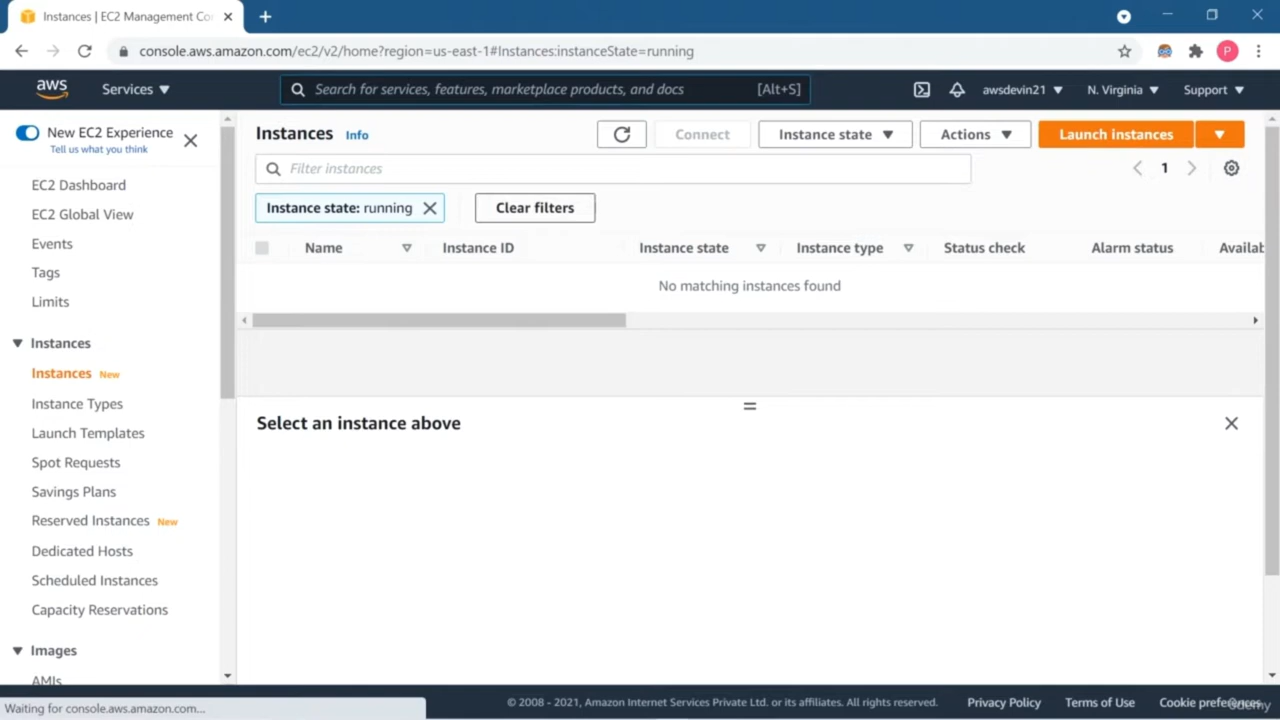 Instances | EC2 Management Co
console.aws.amazon.com/ec2/v2/home?region=us-east-1#Instances:instanceState=running
P
aws
Services
Search for services, features, marketplace products, and docs
[Alt+S]
awsdevin21
N. Virginia
Support
New EC2 Experience
Tell us what you think
EC2 Dashboard
EC2 Global View
Events
Tags
Limits
Instances
Instances New
Instance Types
Launch Templates
Spot Requests
Savings Plans
Reserved Instances New
Dedicated Hosts
Scheduled Instances
Capacity Reservations
Images
AMIs
Instances Info
Connect
Instance state
Actions
Launch instances
Filter instances
1
Instance state: running
Clear filters
Name
Instance ID
Instance state
Instance type
Status check
Alarm status
Availab
No matching instances found
Select an instance above
Waiting for console.aws.amazon.com...
© 2008 - 2021, Amazon Internet Services Private Ltd. or its affiliates. All rights reserved.
Privacy Policy
Terms of Use
Cookie preferences
Udemy